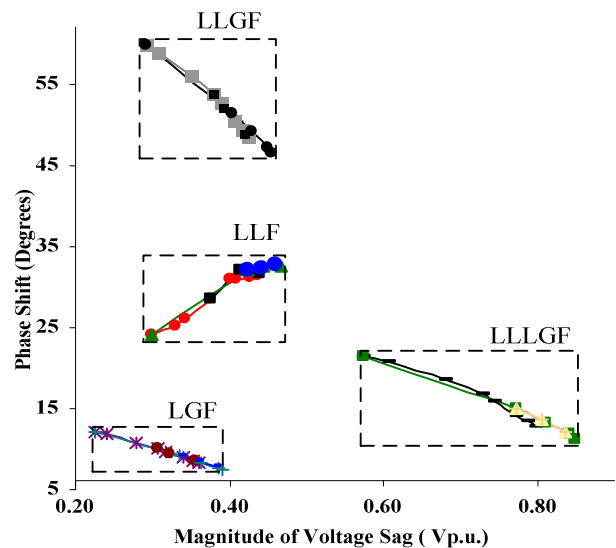 LLGF
55
45
33
LLF
25
LLLGF
15
LGF
5
0.20
0.40
0.60
0.80
Phase Shift (Degrees)
Magnitude of Voltage Sag ( Vp.u.)